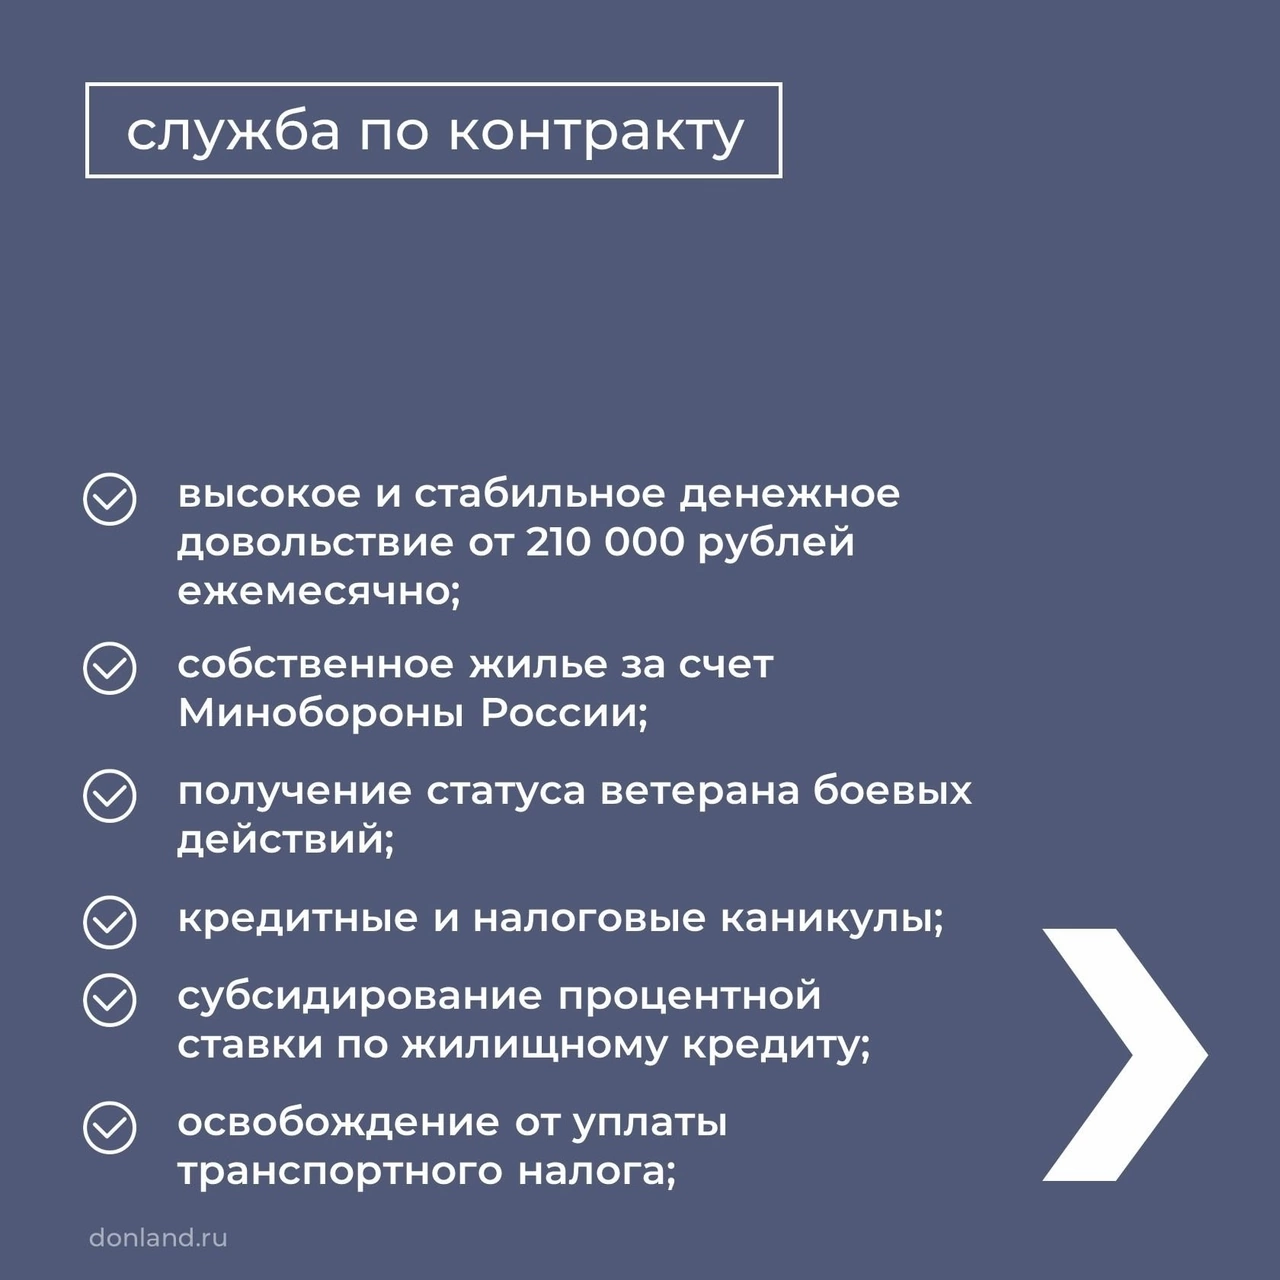 служба по контракту
высокое и стабильное денежное
довольствие от 210 000 рублей
ежемесячно;
собственное жилье за счет
Минобороны России;
получение статуса ветерана боевых
действий;
кредитные и налоговые каникулы;
субсидирование процентной
ставки по жилищному кредиту;
освобождение от уплаты
транспортного налога;
donland.ru